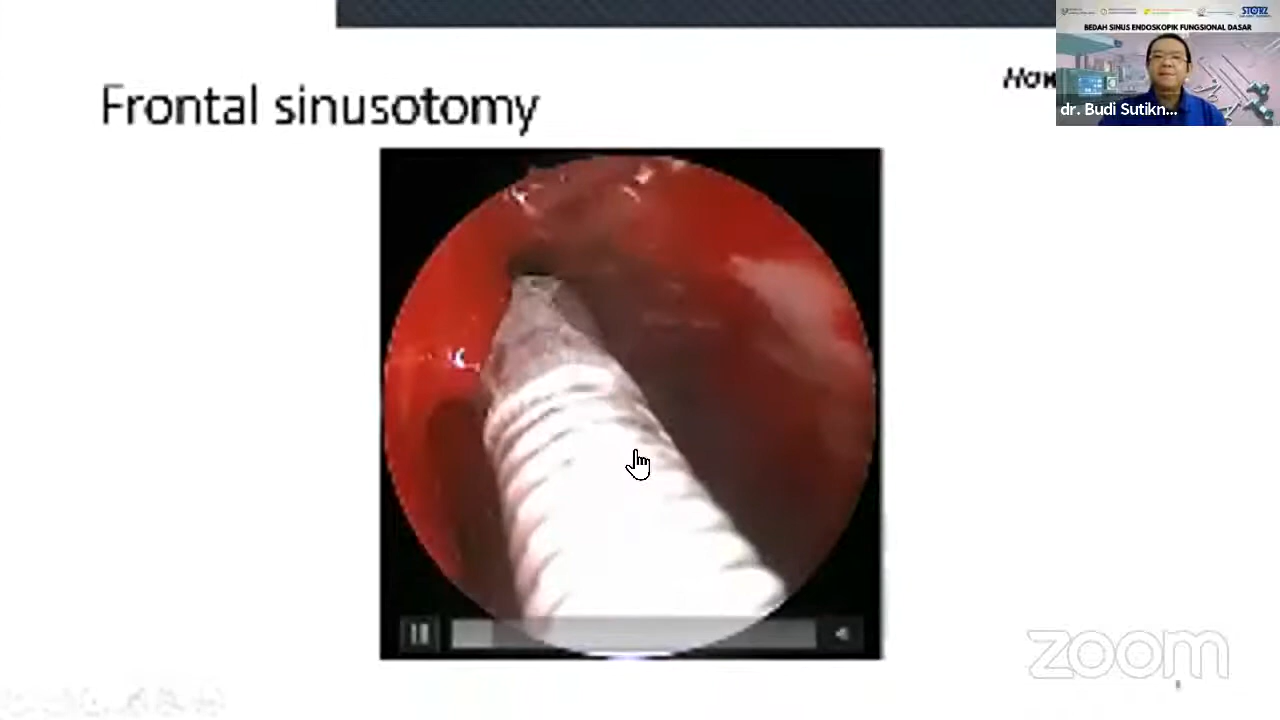 Frontal sinusotomy
How
STORZ
BEDAH SINUS ENDOSKOPIK FUNGSIONAL DASAR
dr. Budi Sutikn...
zoom